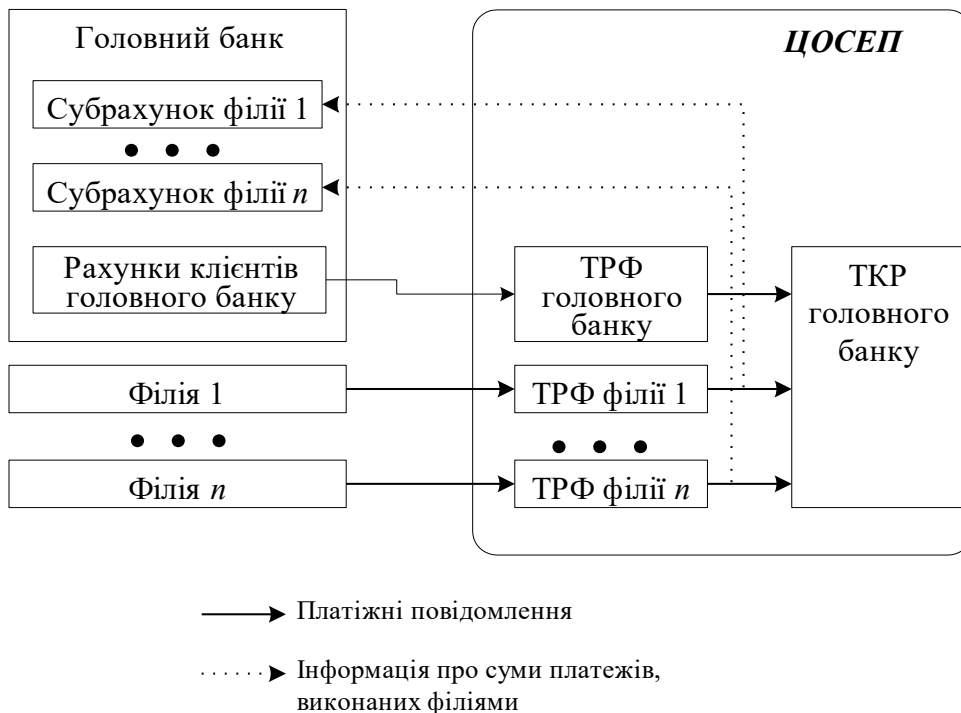 Головний банк
Субрахунок філії 1
Субрахунок філії n
Рахунки клієнтів
головного банку
Філія 1
Філія n
ЦОСЕП
ТРФ
головного
банку
ТРФ філії 1
ТРФ філії n
ТКР
головного
банку
Платіжні повідомлення
Інформація про суми платежів,
виконаних філіями